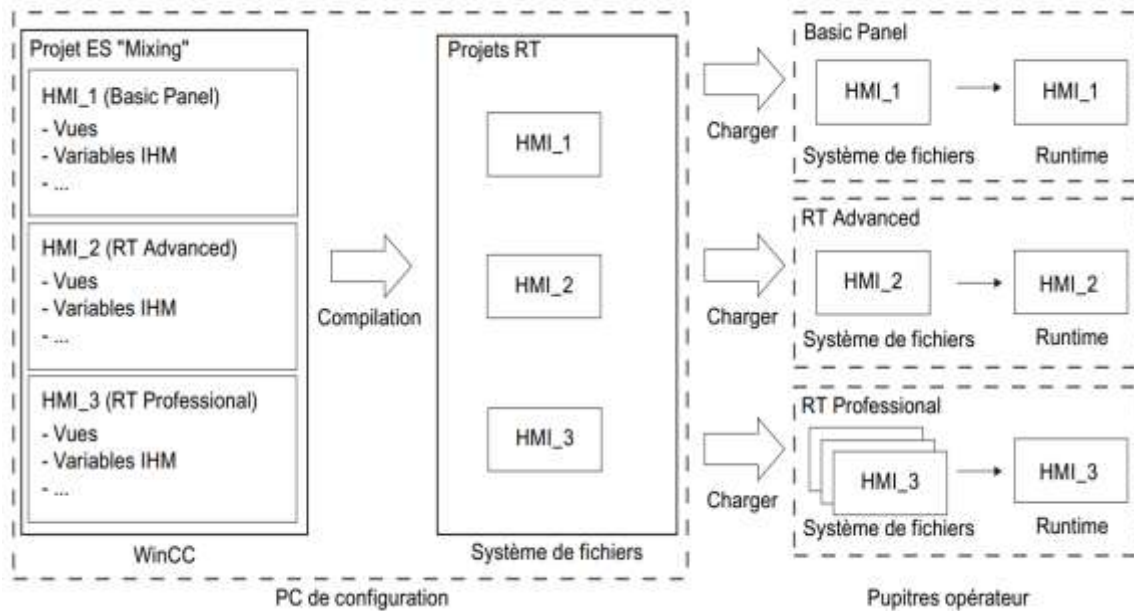 Projet ES "Mixing"
HMI_1 (Basic Panel)
- Vues
- Variables IHM
- ...
HMI_2 (RT Advanced)
- Vues
- Variables IHM
- ...
HMI_3 (RT Professional)
- Vues
- Variables IHM
- ...
WinCC
Compilation
Projets RT
HMI_1
HMI_2
HMI_3
Système de fichiers
PC de configuration
Charger
Charger
Charger
Basic Panel
HMI_1
HMI_1
Système de fichiers
Runtime
RT Advanced
HMI_2
HMI_2
Système de fichiers
Runtime
RT Professional
HMI_3
HMI_3
Système de fichiers
Runtime
Pupitres opérateur